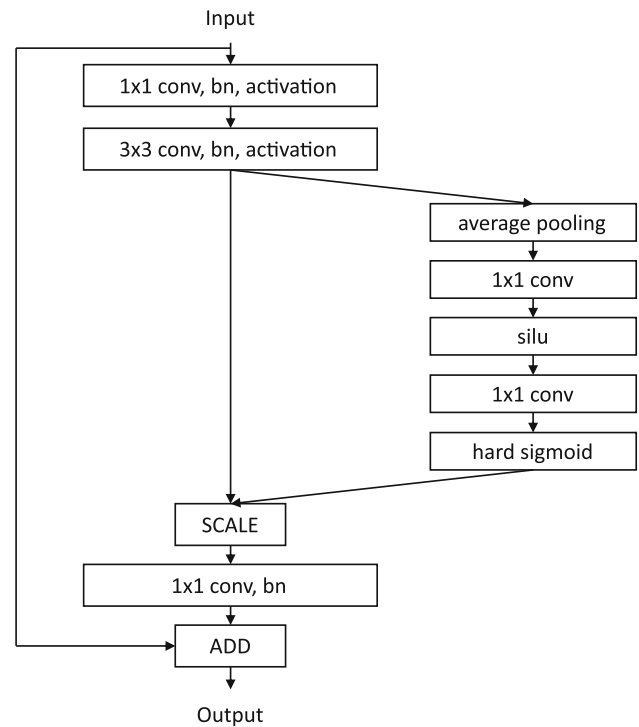 Input
1x1 conv, bn, activation
3x3 conv, bn, activation
average pooling
1x1 conv
silu
1x1 conv
hard sigmoid
SCALE
1x1 conv, bn
ADD
Output